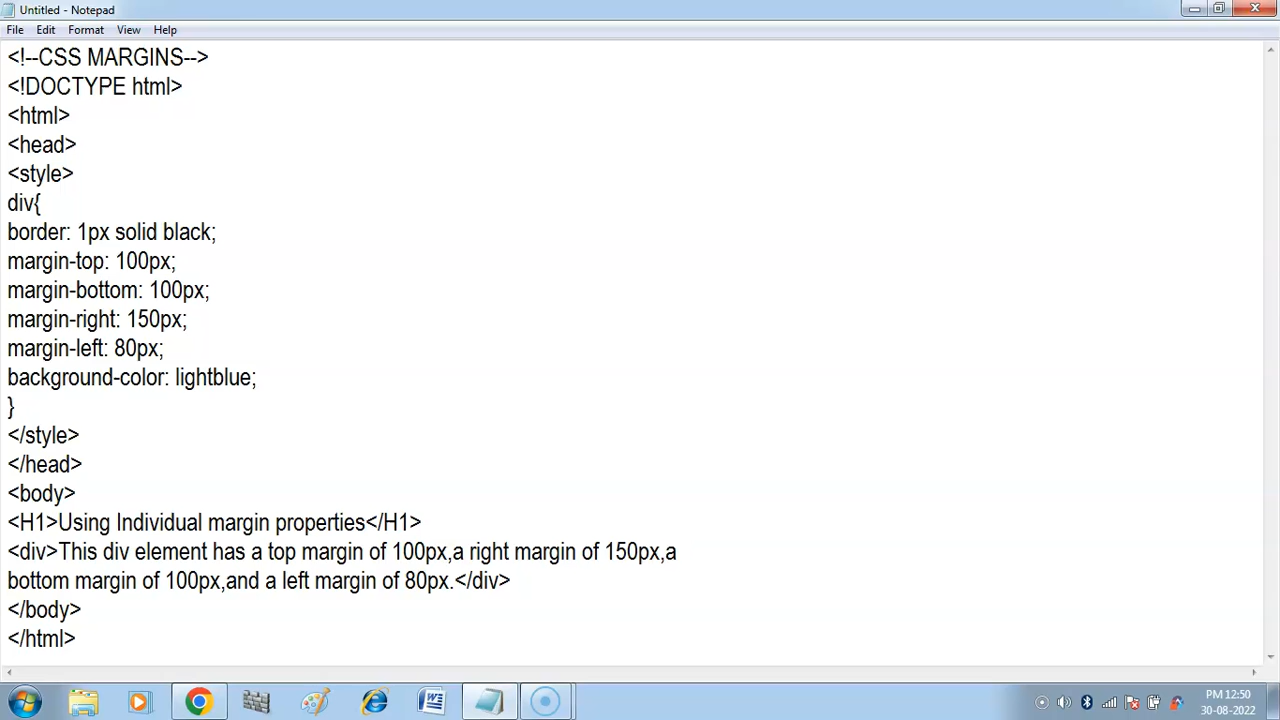 Untitled - Notepad
File Edit Format View Help
<!--CSS MARGINS-->
<!DOCTYPE html>
<html>
<head>
<style>
div{
border: 1px solid black;
margin-top: 100px;
margin-bottom: 100px;
margin-right: 150px;
margin-left: 80px;
background-color: lightblue;
}
</style>
</head>
<body>
<H1>Using Individual margin properties</H1>
<div>This div element has a top margin of 100px,a right margin of 150px,a
bottom margin of 100px,and a left margin of 80px.</div>
</body>
</html>
PM 12:50
30-08-2022